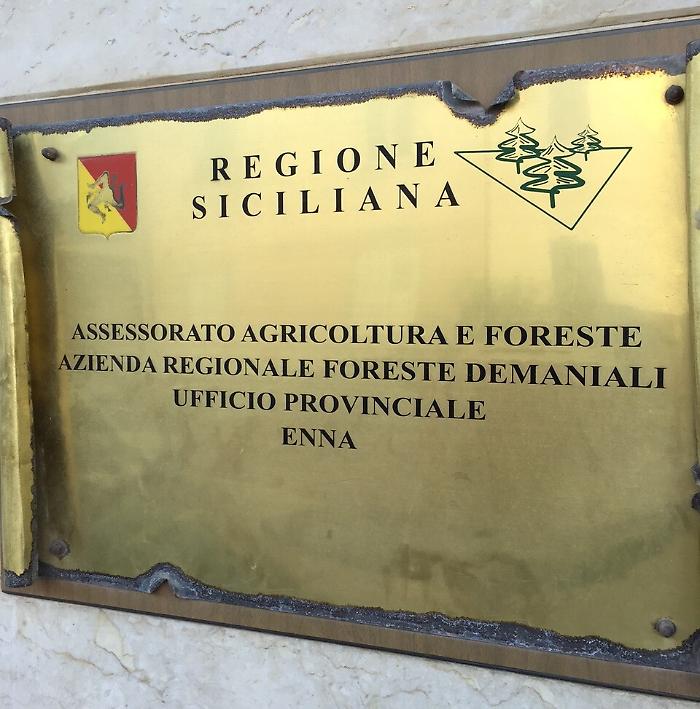 REGIONE
SICILIANA
ASSESSORATO AGRICOLTURA E FORESTE
AZIENDA REGIONALE FORESTE DEMANIALI
UFFICIO PROVINCIALE
ENNA